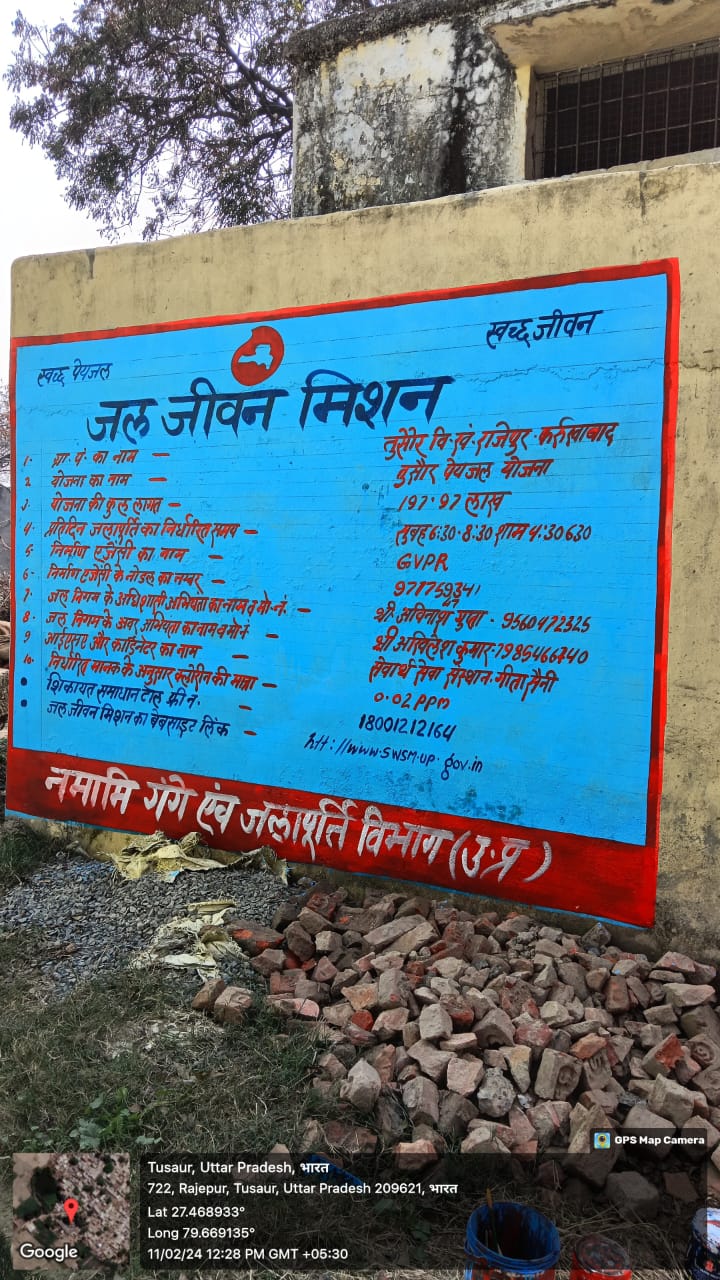 स्वच्छ पेयजल
स्वच्छ जीवन
जल जीवन मिशन
1. ग्रा. पं. का नाम — तुसौर वि. खं. राजेपुर फर्रुखाबाद
2 योजना का नाम — तुसौर पेयजल योजना
3. योजना की कुल लागत — 197.97 लाख
4. प्रतिदिन जलापूर्ति का निर्धारित समय — सुबह 6:30-8:30 शाम 4:30 6:30
5. निर्माण एजेंसी का नाम — GVPR
6. निर्माण एजेंसी के नोडल का नम्बर —
7. जल निगम के अधिशासी अभियंता का नाम व मो. नं. — श्री अविनाश गुप्ता - 9560472325
8. जल निगम के अवर अभियंता का नाम व मो नं — श्री अखिलेश कुमार-7985466340
9 आईएसए और कार्डिनेटर का नाम — सेवार्थ सेवा संस्थान-गीता सैनी
10. निर्धारित मानक के अनुसार क्लोरीन की मात्रा — 0.02 PPm
• शिकायत समाधान टोल फ्री नं. — 18001212164
• जल जीवन मिशन का बेबसाइट लिंक — htt://www.swsm.up.gov.in
नमामि गंगे एंव जलापूर्ति विभाग (उ.प्र)
GPS Map Camera
Tusaur, Uttar Pradesh, भारत
722, Rajepur, Tusaur, Uttar Pradesh 209621, भारत
Lat 27.468933°
Long 79.669135°
11/02/24 12:28 PM GMT +05:30
Google